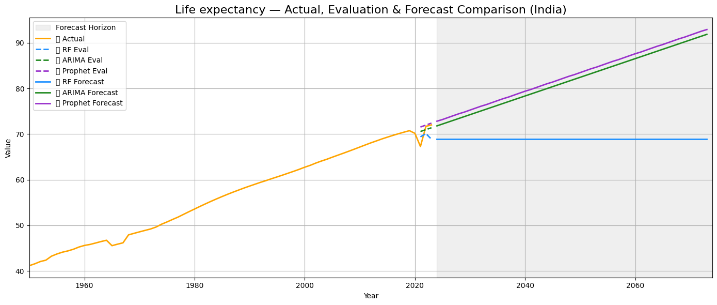 Life expectancy — Actual, Evaluation & Forecast Comparison (India)
Forecast Horizon
▯ Actual
▯ RF Eval
▯ ARIMA Eval
▯ Prophet Eval
▯ RF Forecast
▯ ARIMA Forecast
▯ Prophet Forecast
90
80
70
60
50
40
Value
1960
1980
2000
2020
2040
2060
Year